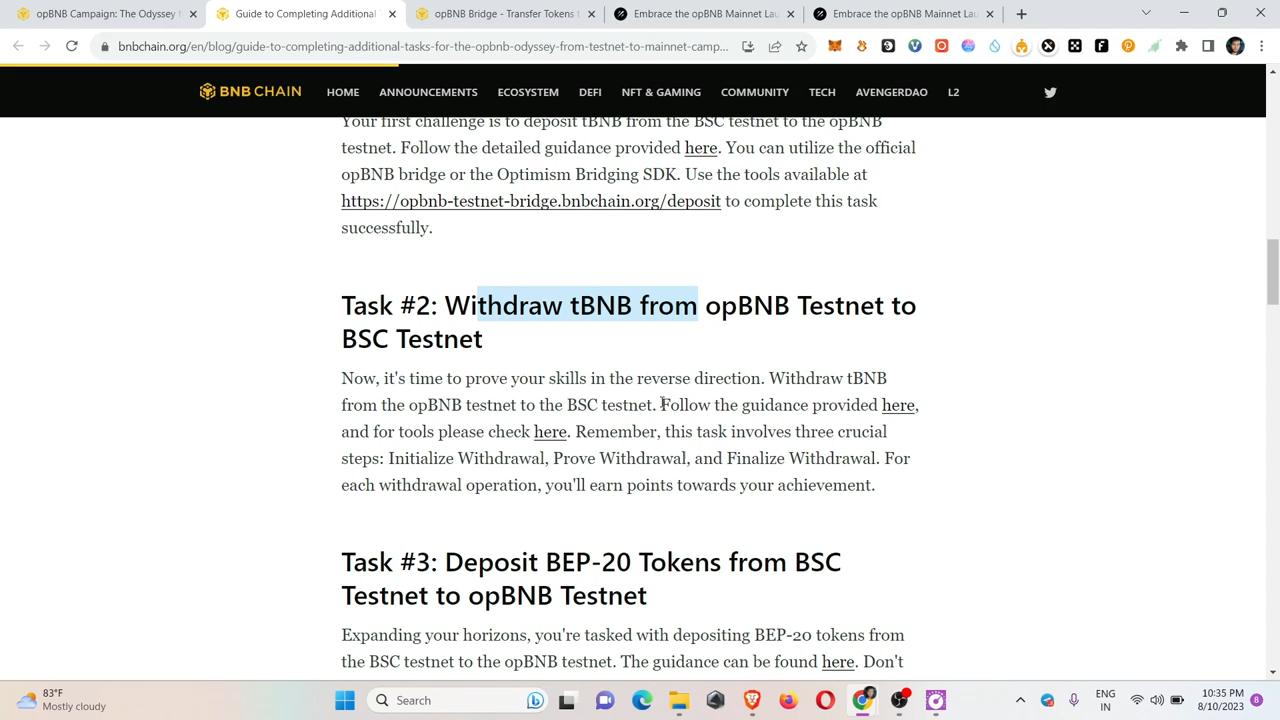 opBNB Campaign: The Odyssey
Guide to Completing Additional
opBNB Bridge - Transfer Tokens
Embrace the opBNB Mainnet Lau
Embrace the opBNB Mainnet Lau
bnbchain.org/en/blog/guide-to-completing-additional-tasks-for-the-opbnb-odyssey-from-testnet-to-mainnet-camp...
BNB CHAIN HOME ANNOUNCEMENTS ECOSYSTEM DEFI NFT & GAMING COMMUNITY TECH AVENGERDAO L2
Your first challenge is to deposit tBNB from the BSC testnet to the opBNB
testnet. Follow the detailed guidance provided here. You can utilize the official
opBNB bridge or the Optimism Bridging SDK. Use the tools available at
https://opbnb-testnet-bridge.bnbchain.org/deposit to complete this task
successfully.
Task #2: Withdraw tBNB from opBNB Testnet to
BSC Testnet
Now, it's time to prove your skills in the reverse direction. Withdraw tBNB
from the opBNB testnet to the BSC testnet. Follow the guidance provided here,
and for tools please check here. Remember, this task involves three crucial
steps: Initialize Withdrawal, Prove Withdrawal, and Finalize Withdrawal. For
each withdrawal operation, you'll earn points towards your achievement.
Task #3: Deposit BEP-20 Tokens from BSC
Testnet to opBNB Testnet
Expanding your horizons, you're tasked with depositing BEP-20 tokens from
the BSC testnet to the opBNB testnet. The guidance can be found here. Don't
83°F
Mostly cloudy
Search
ENG
IN
10:35 PM
8/10/2023
8